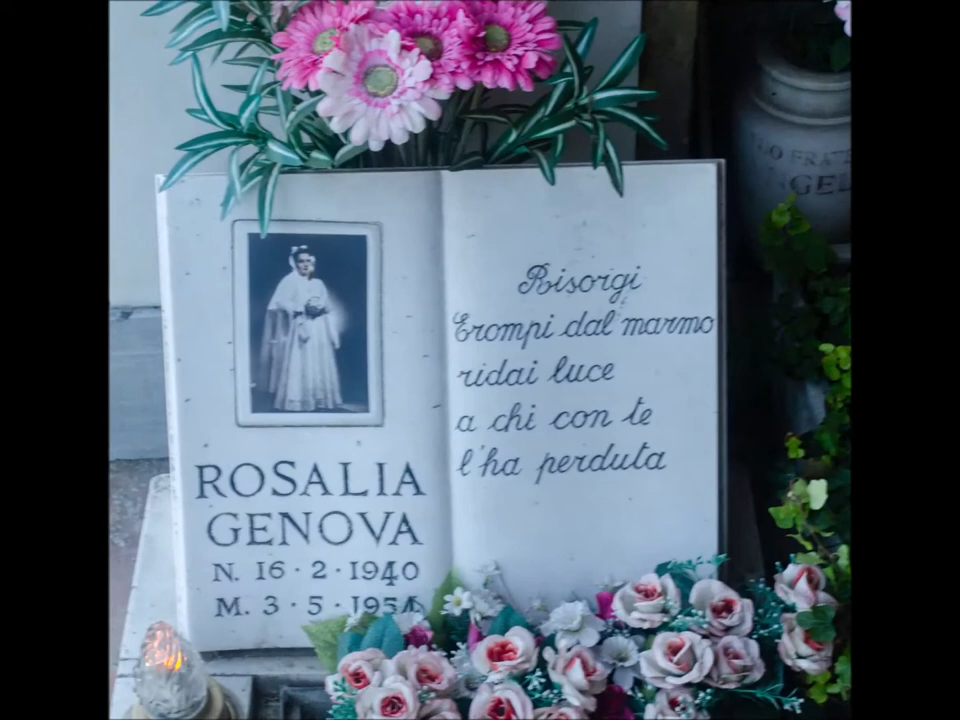 ROSALIA
GENOVA
N. 16·2·1940
M. 3·5·1954
Risorgi
Erompi dal marmo
ridai luce
a chi con te
l'ha perduta